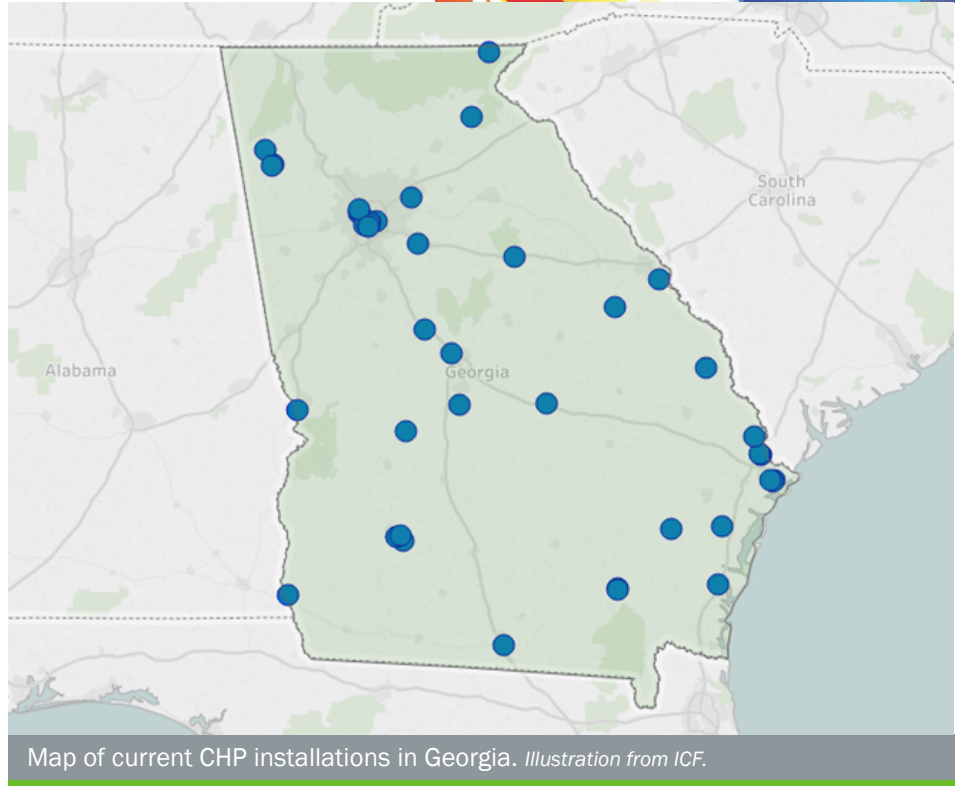 South
Carolina
Alabama
Georgia
Map of current CHP installations in Georgia. Illustration from ICF.